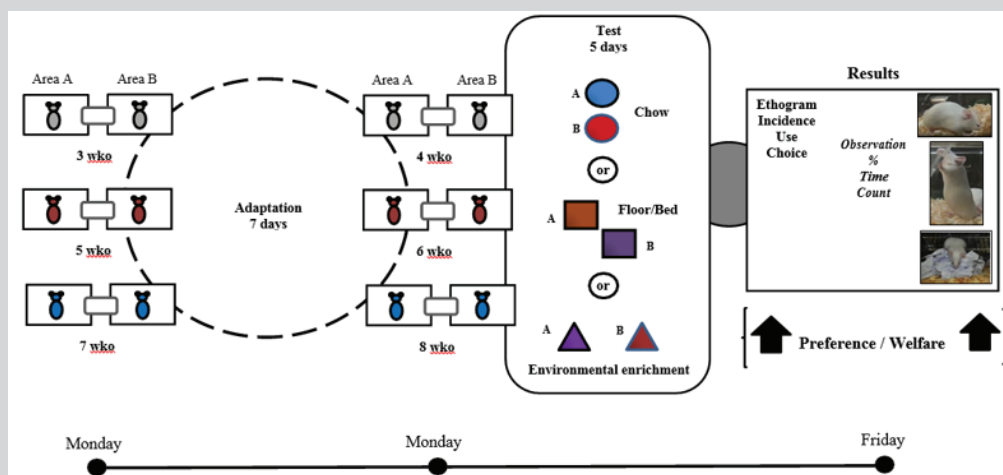 Area A Area B
3 wko
5 wko
7 wko
Adaptation
7 days
Area A Area B
4 wko
6 wko
8 wko
Test
5 days
A
Chow
B
or
A
Floor/Bed
B
or
A
B
Environmental enrichment
Results
Ethogram
Incidence
Use
Choice
Observation
%
Time
Count
Preference / Welfare
Monday
Monday
Friday